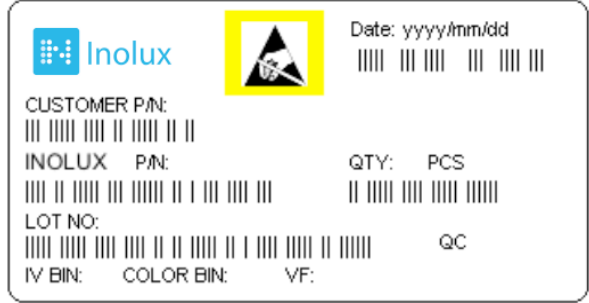 Inolux
Date: yyyy/mm/dd
CUSTOMER P/N:
INOLUX P/N: QTY: PCS
LOT NO:
QC
IV BIN: COLOR BIN: VF: